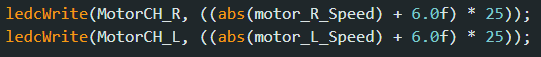 ledcWrite(MotorCH_R, ((abs(motor_R_Speed) + 6.0f) * 25));
ledcWrite(MotorCH_L, ((abs(motor_L_Speed) + 6.0f) * 25));